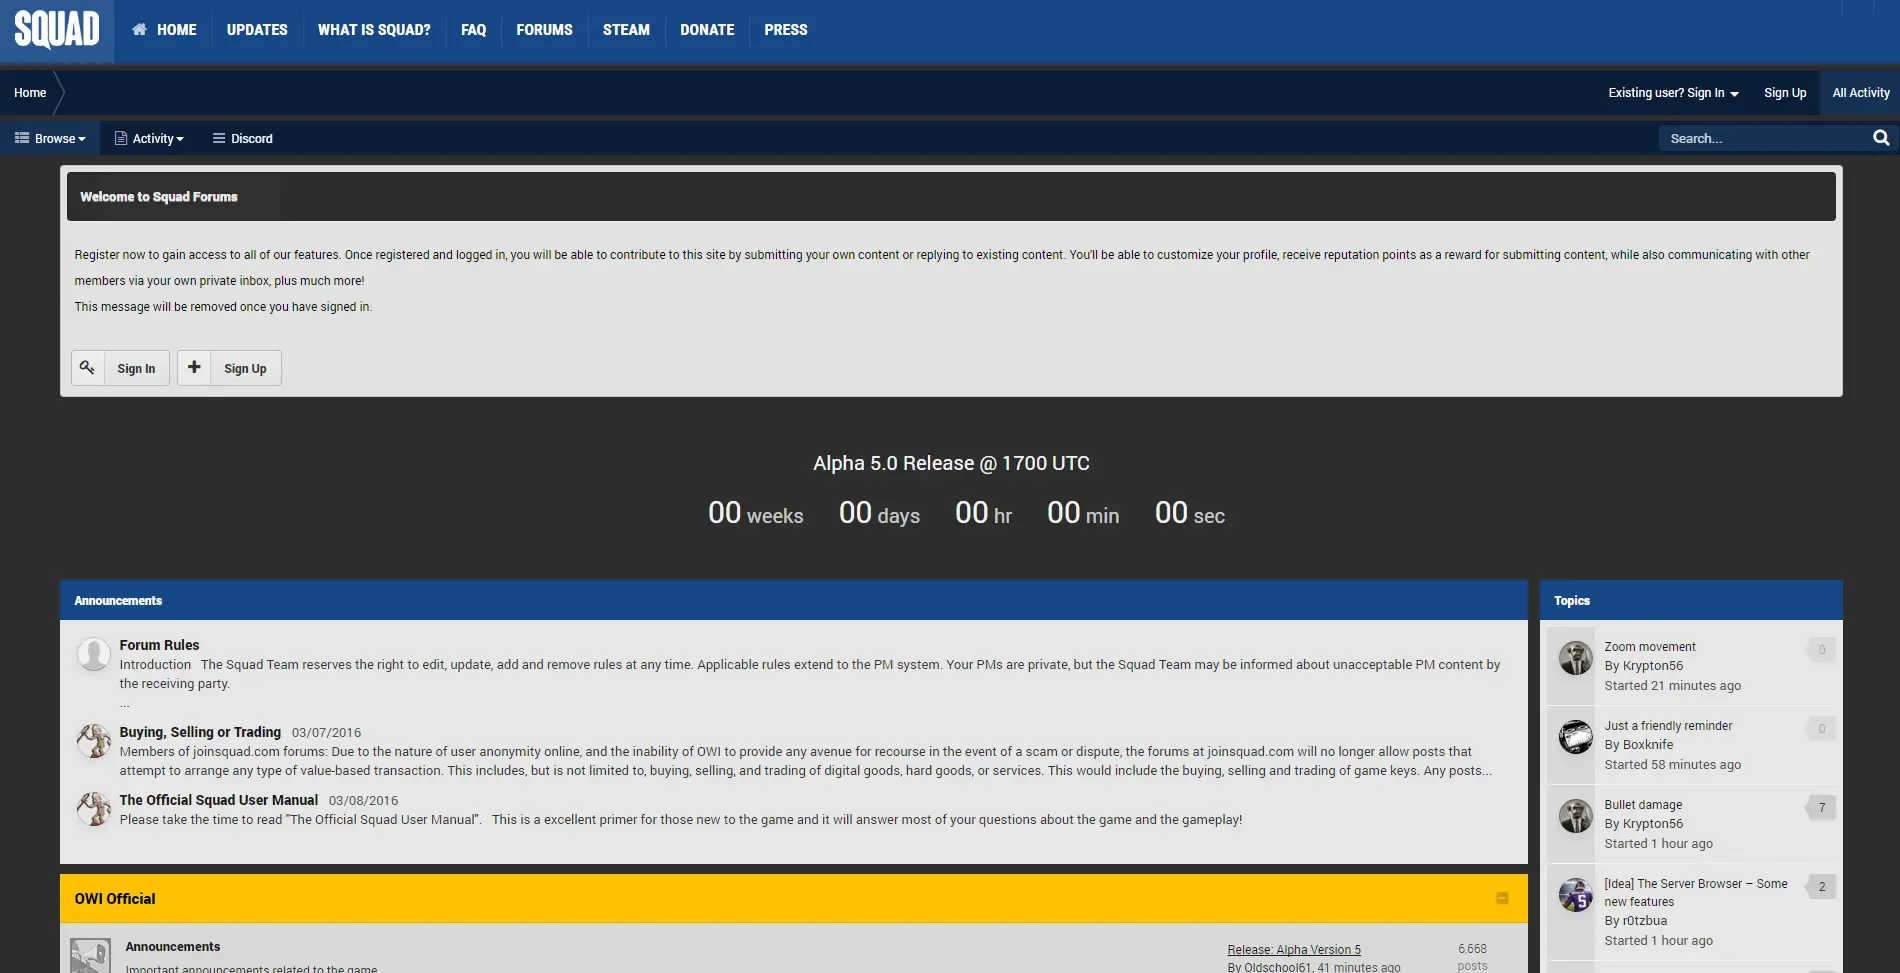 SQUAD HOME UPDATES WHAT IS SQUAD? FAQ FORUMS STEAM DONATE PRESS
Home Existing user? Sign In Sign Up All Activity
Browse Activity Discord Search...
Welcome to Squad Forums
Register now to gain access to all of our features. Once registered and logged in, you will be able to contribute to this site by submitting your own content or replying to existing content. You'll be able to customize your profile, receive reputation points as a reward for submitting content, while also communicating with other
members via your own private inbox, plus much more!
This message will be removed once you have signed in.
Sign In Sign Up
Alpha 5.0 Release @ 1700 UTC
00 weeks 00 days 00 hr 00 min 00 sec
Announcements
Forum Rules
Introduction The Squad Team reserves the right to edit, update, add and remove rules at any time. Applicable rules extend to the PM system. Your PMs are private, but the Squad Team may be informed about unacceptable PM content by
the receiving party.
...
Buying, Selling or Trading 03/07/2016
Members of joinsquad.com forums: Due to the nature of user anonymity online, and the inability of OWI to provide any avenue for recourse in the event of a scam or dispute, the forums at joinsquad.com will no longer allow posts that
attempt to arrange any type of value-based transaction. This includes, but is not limited to, buying, selling, and trading of digital goods, hard goods, or services. This would include the buying, selling and trading of game keys. Any posts...
The Official Squad User Manual 03/08/2016
Please take the time to read "The Official Squad User Manual". This is a excellent primer for those new to the game and it will answer most of your questions about the game and the gameplay!
OWI Official
Announcements
Important announcements related to the game
Release: Alpha Version 5
By Oldschool61, 41 minutes ago
6,668
posts
Topics
Zoom movement 0
By Krypton56
Started 21 minutes ago
Just a friendly reminder 0
By Boxknife
Started 58 minutes ago
Bullet damage 7
By Krypton56
Started 1 hour ago
[Idea] The Server Browser – Some 2
new features
By r0tzbua
Started 1 hour ago